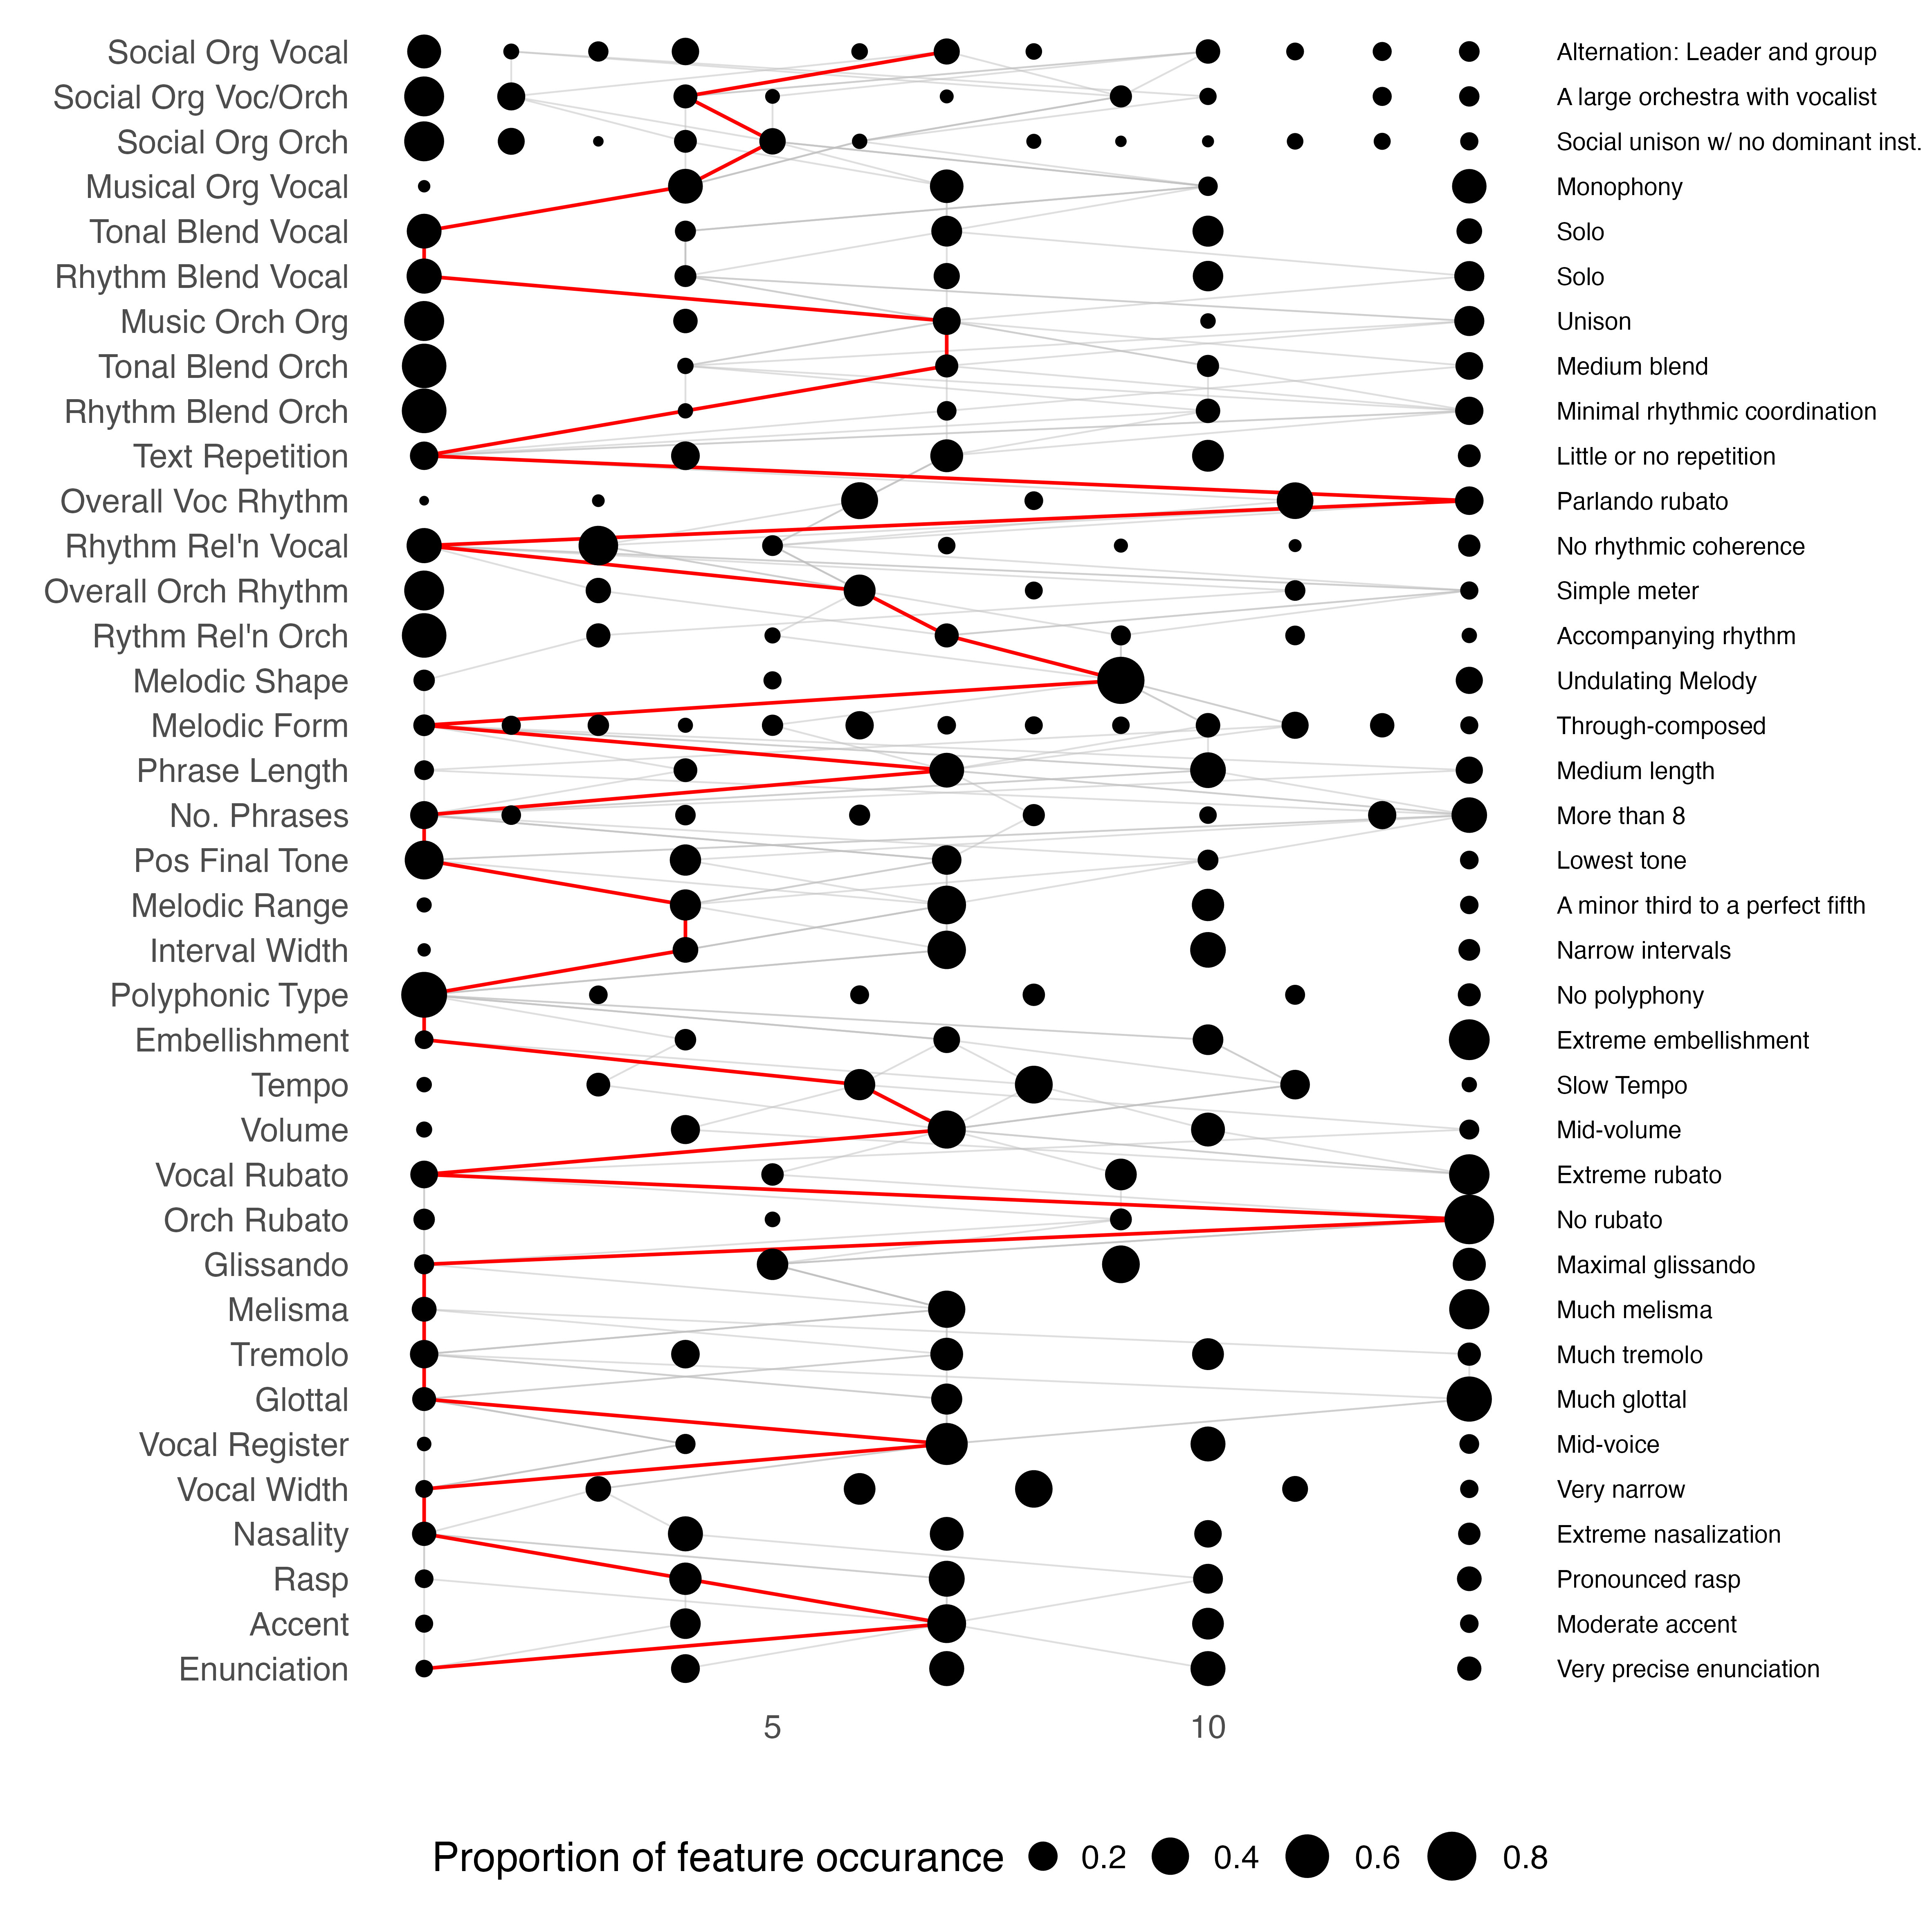 Social Org Vocal Alternation: Leader and group
Social Org Voc/Orch A large orchestra with vocalist
Social Org Orch Social unison w/ no dominant inst.
Musical Org Vocal Monophony
Tonal Blend Vocal Solo
Rhythm Blend Vocal Solo
Music Orch Org Unison
Tonal Blend Orch Medium blend
Rhythm Blend Orch Minimal rhythmic coordination
Text Repetition Little or no repetition
Overall Voc Rhythm Parlando rubato
Rhythm Rel'n Vocal No rhythmic coherence
Overall Orch Rhythm Simple meter
Rythm Rel'n Orch Accompanying rhythm
Melodic Shape Undulating Melody
Melodic Form Through-composed
Phrase Length Medium length
No. Phrases More than 8
Pos Final Tone Lowest tone
Melodic Range A minor third to a perfect fifth
Interval Width Narrow intervals
Polyphonic Type No polyphony
Embellishment Extreme embellishment
Tempo Slow Tempo
Volume Mid-volume
Vocal Rubato Extreme rubato
Orch Rubato No rubato
Glissando Maximal glissando
Melisma Much melisma
Tremolo Much tremolo
Glottal Much glottal
Vocal Register Mid-voice
Vocal Width Very narrow
Nasality Extreme nasalization
Rasp Pronounced rasp
Accent Moderate accent
Enunciation Very precise enunciation
5 10
Proportion of feature occurance 0.2 0.4 0.6 0.8